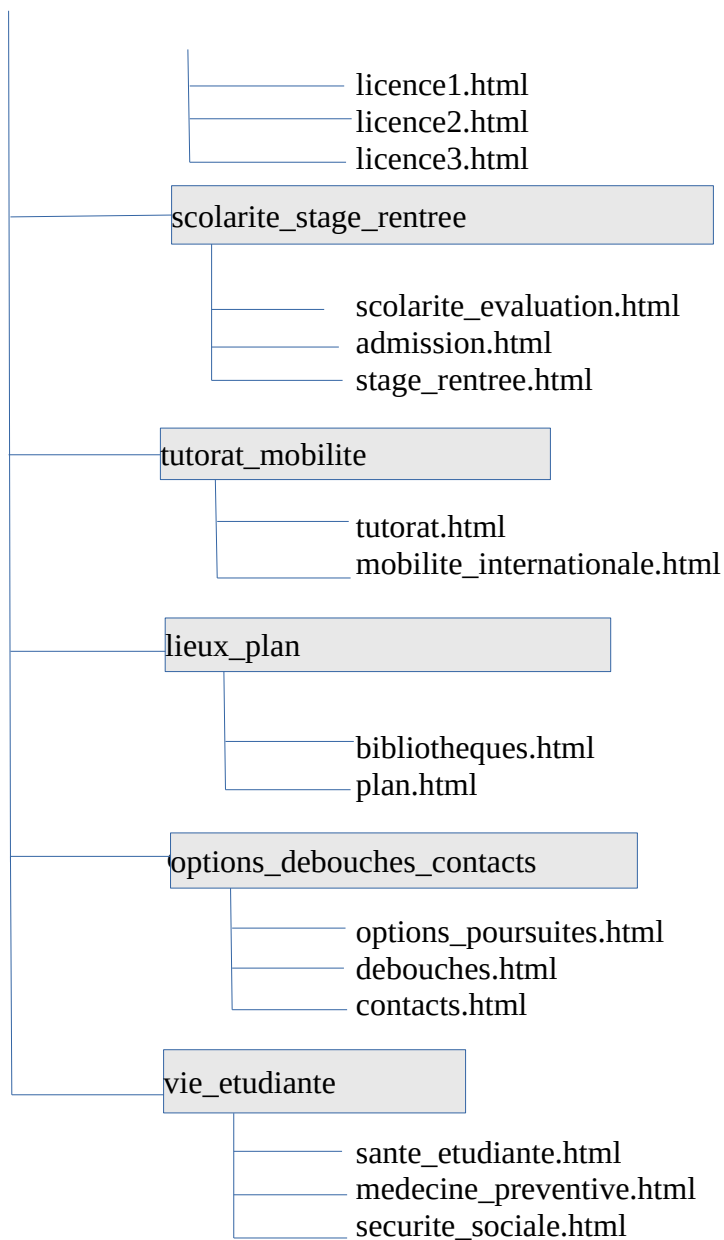 licence1.html
licence2.html
licence3.html
scolarite_stage_rentree
scolarite_evaluation.html
admission.html
stage_rentree.html
tutorat_mobilite
tutorat.html
mobilite_internationale.html
lieux_plan
bibliotheques.html
plan.html
options_debouches_contacts
options_poursuites.html
debouches.html
contacts.html
vie_etudiante
sante_etudiante.html
medecine_preventive.html
securite_sociale.html